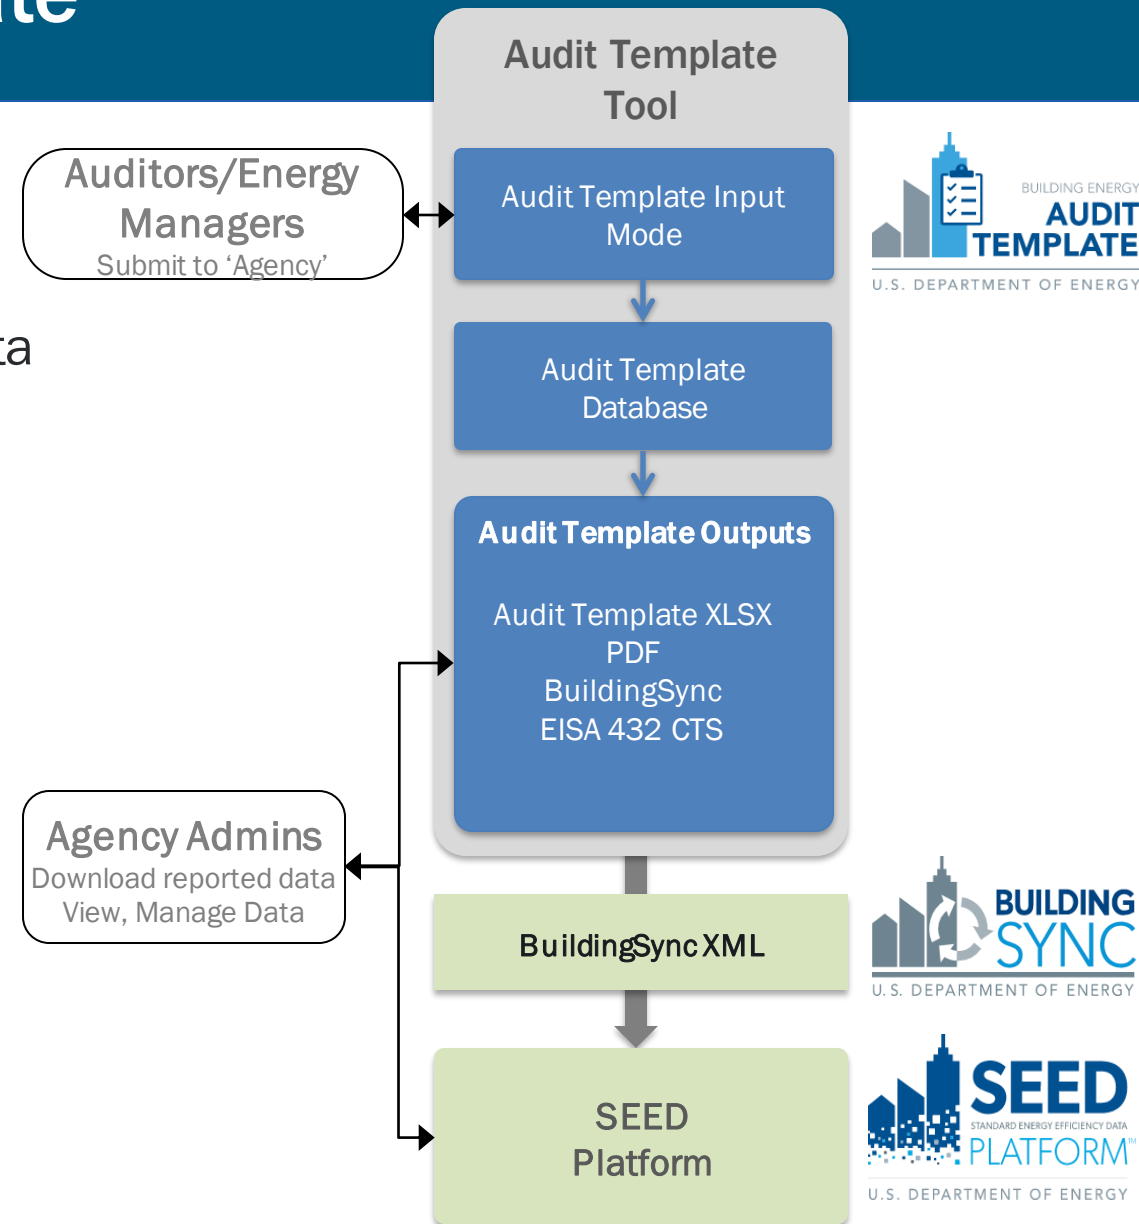 Audit Template
Tool
Auditors/Energy
Managers
Submit to ‘Agency’
Audit Template Input
Mode
BUILDING ENERGY
AUDIT
TEMPLATE
U.S. DEPARTMENT OF ENERGY
Audit Template
Database
Audit Template Outputs
Audit Template XLSX
PDF
BuildingSync
EISA 432 CTS
Agency Admins
Download reported data
View, Manage Data
BuildingSync XML
BUILDING
SYNC
U.S. DEPARTMENT OF ENERGY
SEED
Platform
SEED
STANDARD ENERGY EFFICIENCY DATA
PLATFORM™
U.S. DEPARTMENT OF ENERGY